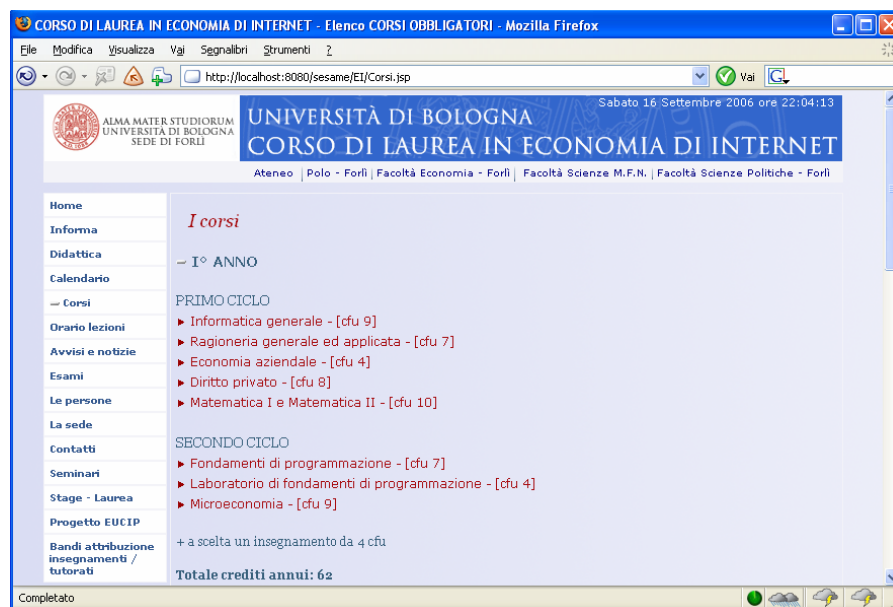 CORSO DI LAUREA IN ECONOMIA DI INTERNET - Elenco CORSI OBBLIGATORI - Mozilla Firefox
File Modifica Visualizza Vai Segnalibri Strumenti ?
http://localhost:8080/sesame/EI/Corsi.jsp
Vai
G
Sabato 16 Settembre 2006 ore 22:04:13
ALMA MATER STUDIORUM
UNIVERSITÀ DI BOLOGNA
SEDE DI FORLÌ
UNIVERSITÀ DI BOLOGNA
CORSO DI LAUREA IN ECONOMIA DI INTERNET
Ateneo | Polo - Forlì | Facoltà Economia - Forlì | Facoltà Scienze M.F.N. | Facoltà Scienze Politiche - Forlì
Home
Informa
Didattica
Calendario
Corsi
Orario lezioni
Avvisi e notizie
Esami
Le persone
La sede
Contatti
Seminari
Stage - Laurea
Progetto EUCIP
Bandi attribuzione
insegnamenti /
tutorati
I corsi
I° ANNO
PRIMO CICLO
Informatica generale - [cfu 9]
Ragioneria generale ed applicata - [cfu 7]
Economia aziendale - [cfu 4]
Diritto privato - [cfu 8]
Matematica I e Matematica II - [cfu 10]
SECONDO CICLO
Fondamenti di programmazione - [cfu 7]
Laboratorio di fondamenti di programmazione - [cfu 4]
Microeconomia - [cfu 9]
+ a scelta un insegnamento da 4 cfu
Totale crediti annui: 62
Completato